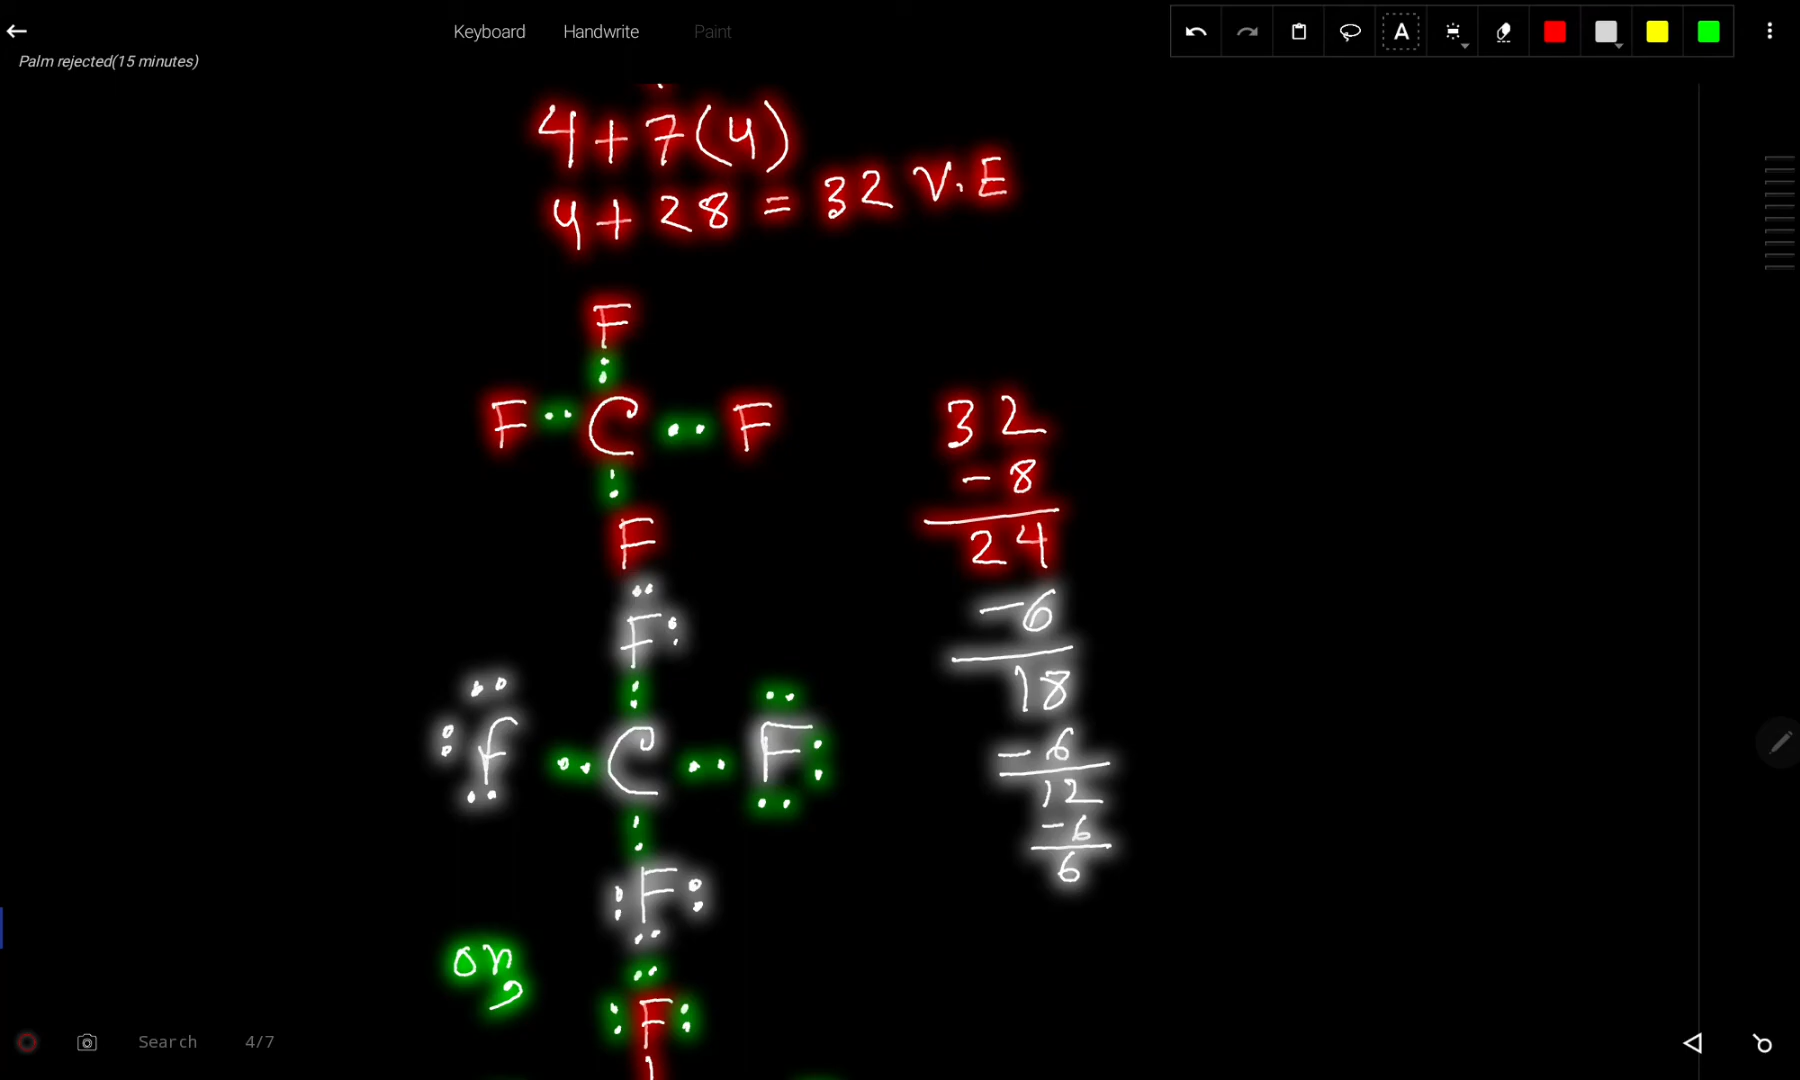 Keyboard Handwrite Paint A
Palm rejected(15 minutes)
4+7(4)
4+28 = 32 V.E
F
F C F
F
32
-8
24
-6
18
-6
12
-6
6
F
F C F
F
F
Search 4/7